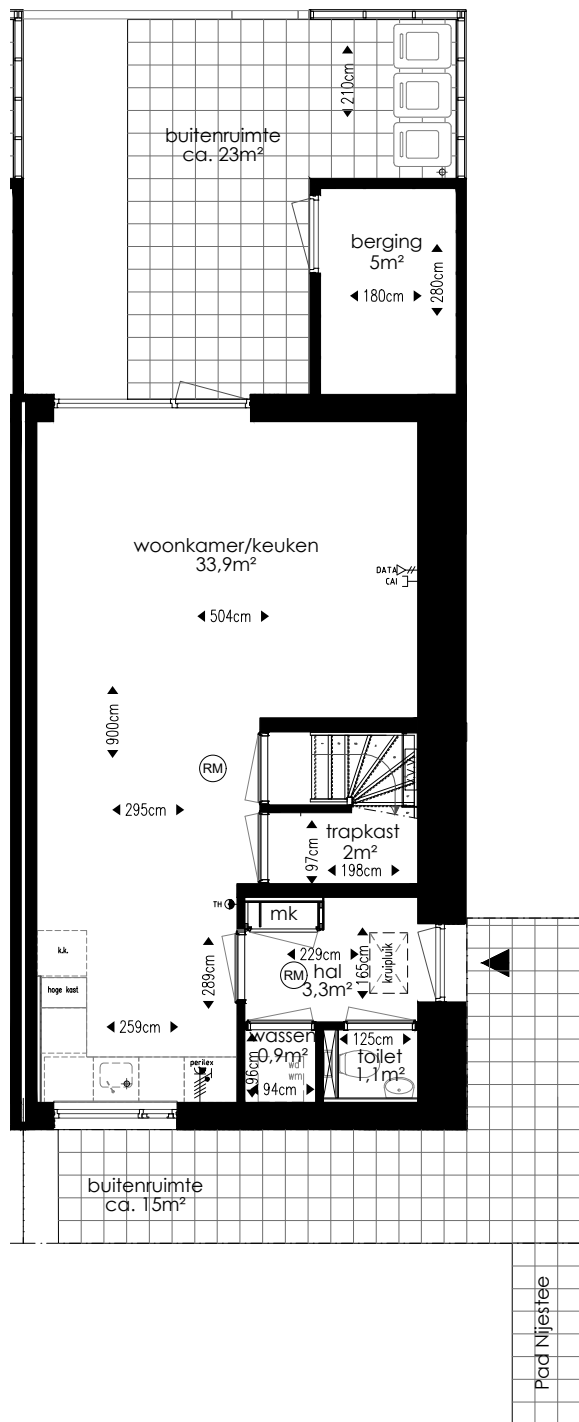 210cm
buitenruimte
ca. 23m²
berging
5m²
180cm
280cm
woonkamer/keuken
33,9m²
DATA
CAI
504cm
900cm
RM
295cm
trapkast
2m²
97cm
198cm
TH
mk
229cm
165cm
kruipluik
RM
hal
3,3m²
k.k.
hoge kast
289cm
259cm
perilex
wassen
0,9m²
96cm
wd
wm
94cm
125cm
toilet
1,1m²
buitenruimte
ca. 15m²
Pad Nijestee